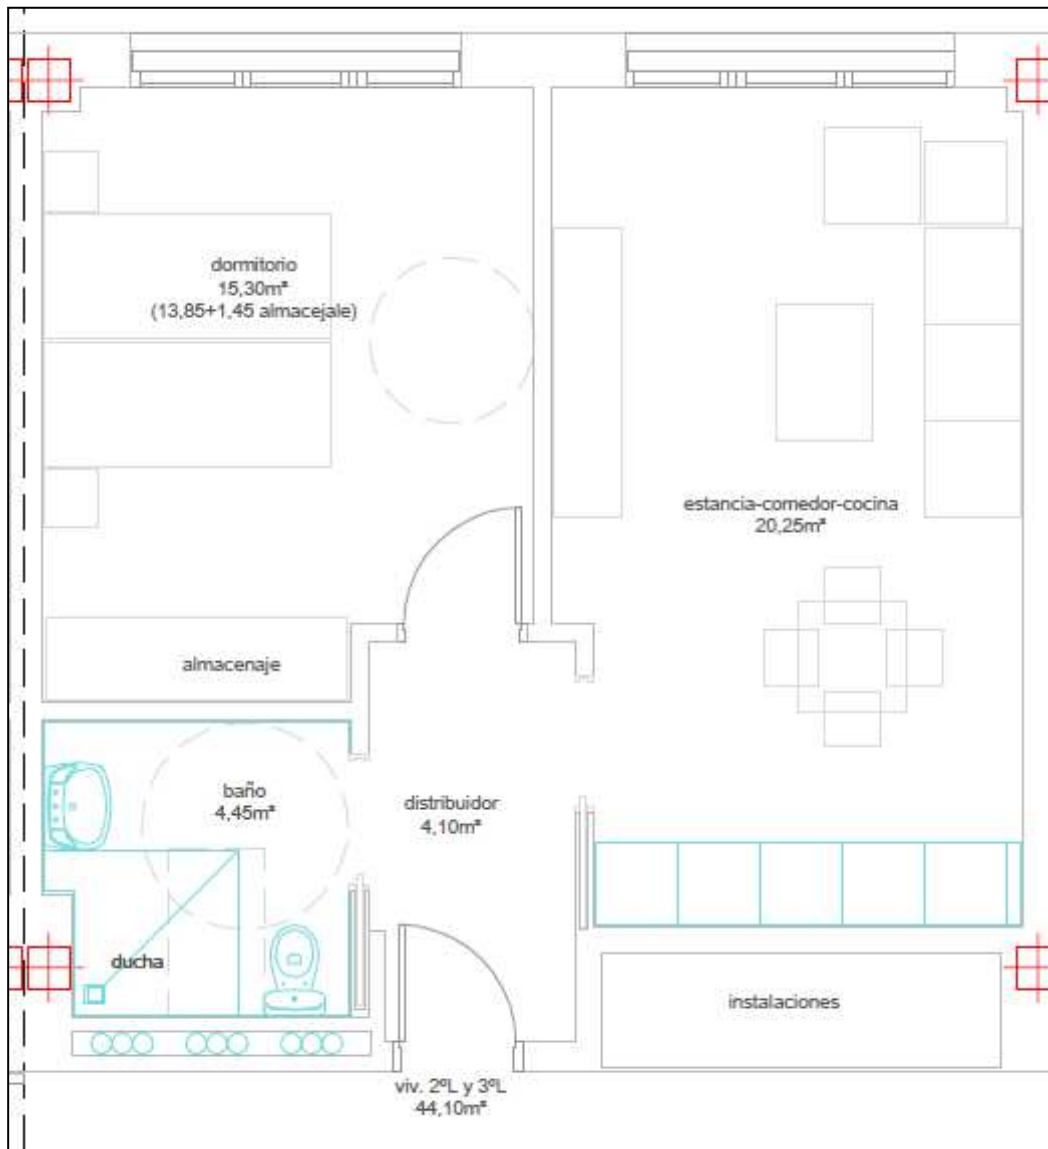 dormitorio
15,30m²
(13,85+1,45 almacejale)
estancia-comedor-cocina
20,25m²
almacenaje
baño
4,45m²
distribuidor
4,10m²
ducha
instalaciones
viv. 2ºL y 3ºL
44,10m²